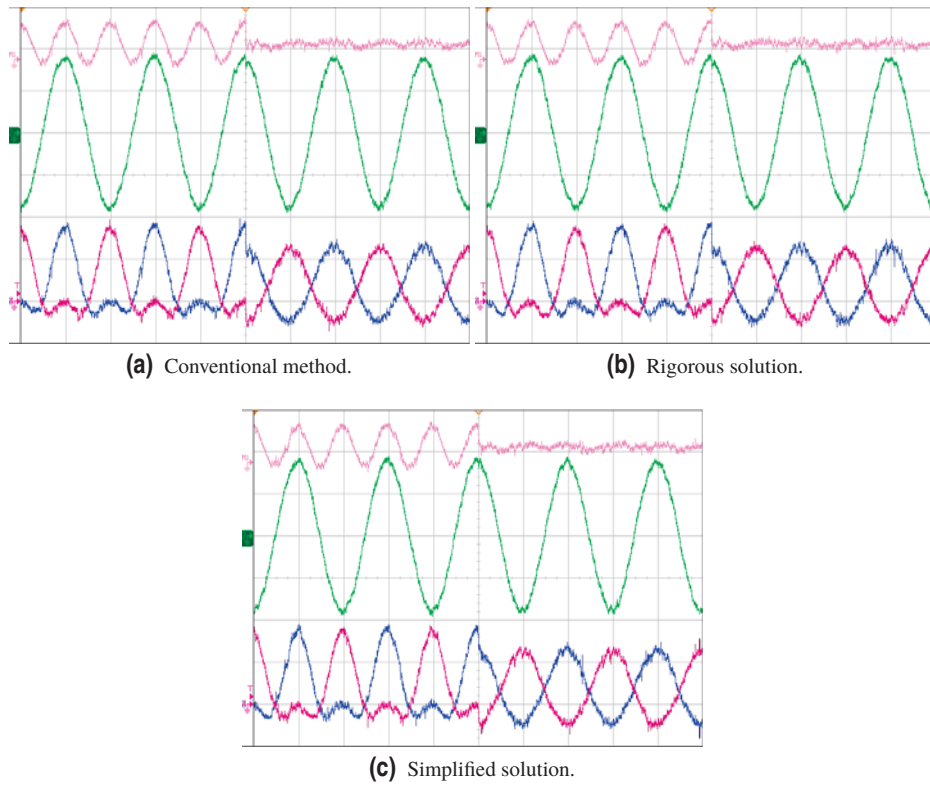 (a) Conventional method.
(b) Rigorous solution.
(c) Simplified solution.